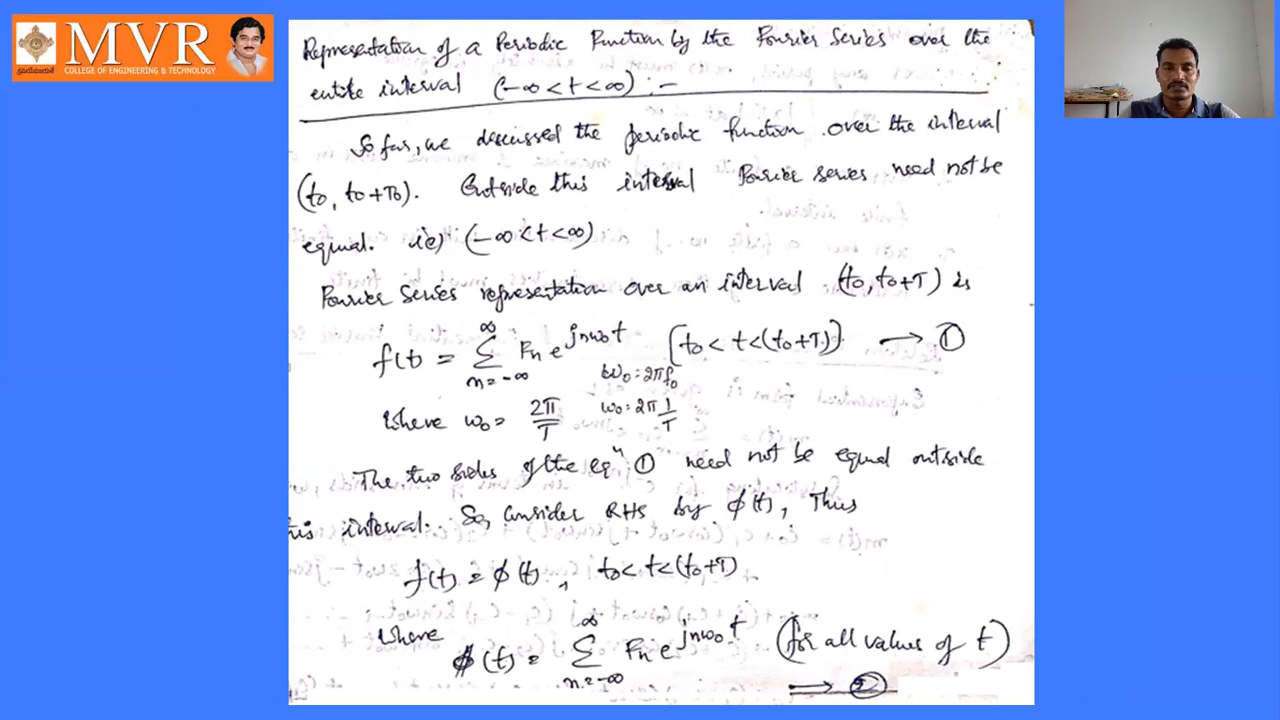 MVR
COLLEGE OF ENGINEERING & TECHNOLOGY
Representation of a Periodic Function by the Fourier Series over the
entire interval (-∞ < t < ∞) :-
So far, we discussed the periodic function over the interval
(t0, t0+T0). Outside this interval Fourier series need not be
equal. ie) (-∞ < t < ∞)
Fourier Series representation over an interval (t0, t0+T) is
f(t) = ∑_{n=-∞}^{∞} Fn e^{jnω0t} [t0 < t < (t0+T)] → ①
ω0 = 2πf0
Where ω0 = 2π/T ω0 = 2π 1/T
The two sides of the eqn ① need not be equal outside
his interval. So, consider RHS by φ(t), Thus
f(t) = φ(t), t0 < t < (t0+T)
Where
φ(t) = ∑_{n=-∞}^{∞} Fn e^{jnω0t} (for all values of t)
→ ②